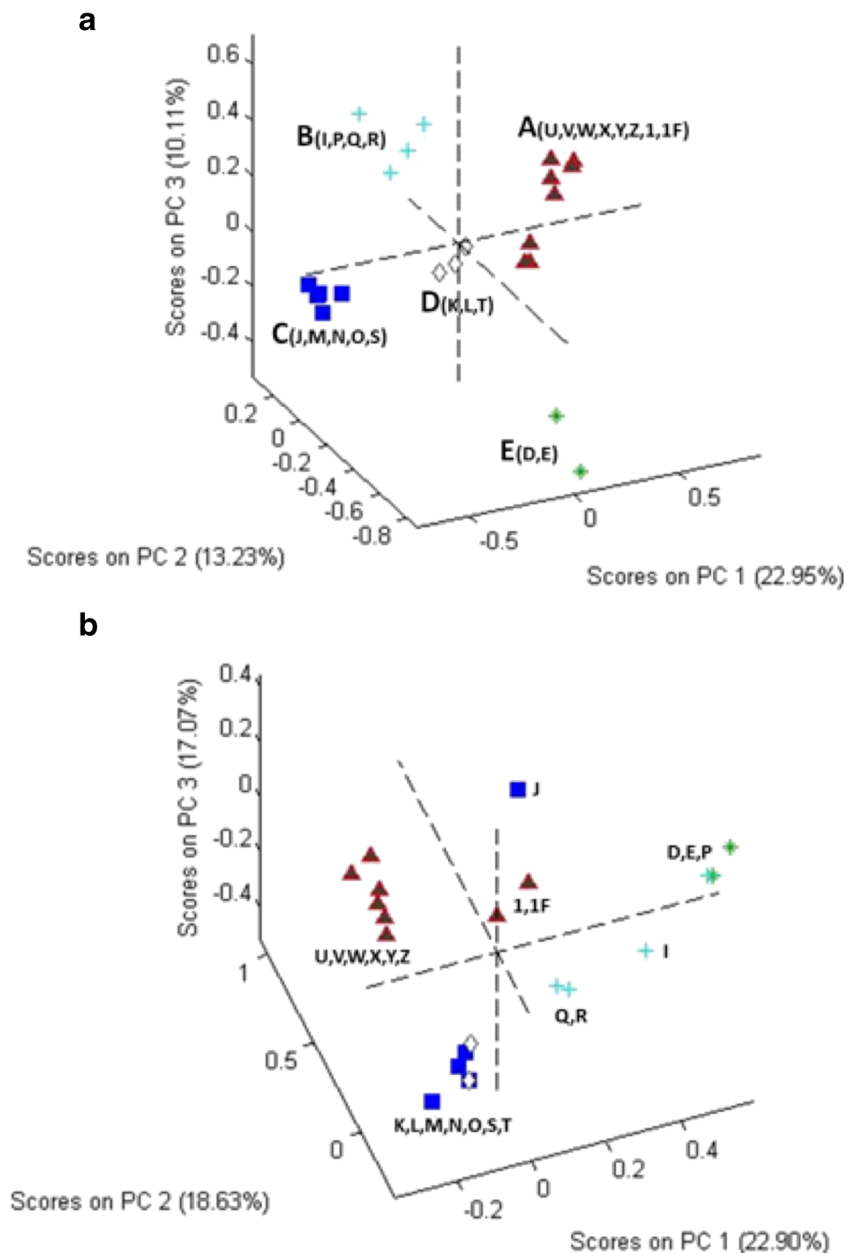 a
0.6
0.4
0.2
0
-0.2
-0.4
Scores on PC 3 (10.11%)
B(I,P,Q,R)
A(U,V,W,X,Y,Z,1,1F)
D(K,L,T)
C(J,M,N,O,S)
E(D,E)
0.2
0
-0.2
-0.4
-0.6
-0.8
-0.5
0
0.5
Scores on PC 2 (13.23%)
Scores on PC 1 (22.95%)
b
0.4
0.2
0
-0.2
-0.4
Scores on PC 3 (17.07%)
J
D,E,P
1,1F
U,V,W,X,Y,Z
I
Q,R
K,L,M,N,O,S,T
1
0.5
0
-0.2
0
0.2
0.4
Scores on PC 2 (18.63%)
Scores on PC 1 (22.90%)